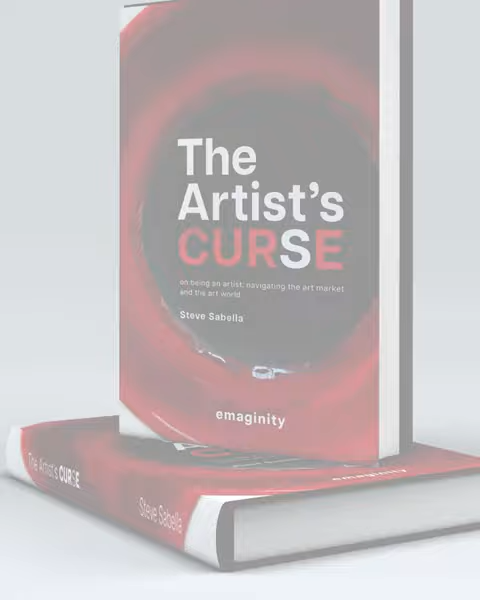 The
Artist's
CURSE
on being an artist: navigating the art market
and the art world
Steve Sabella
emaginity
The Artist's CURSE
Steve Sabella
emaginity